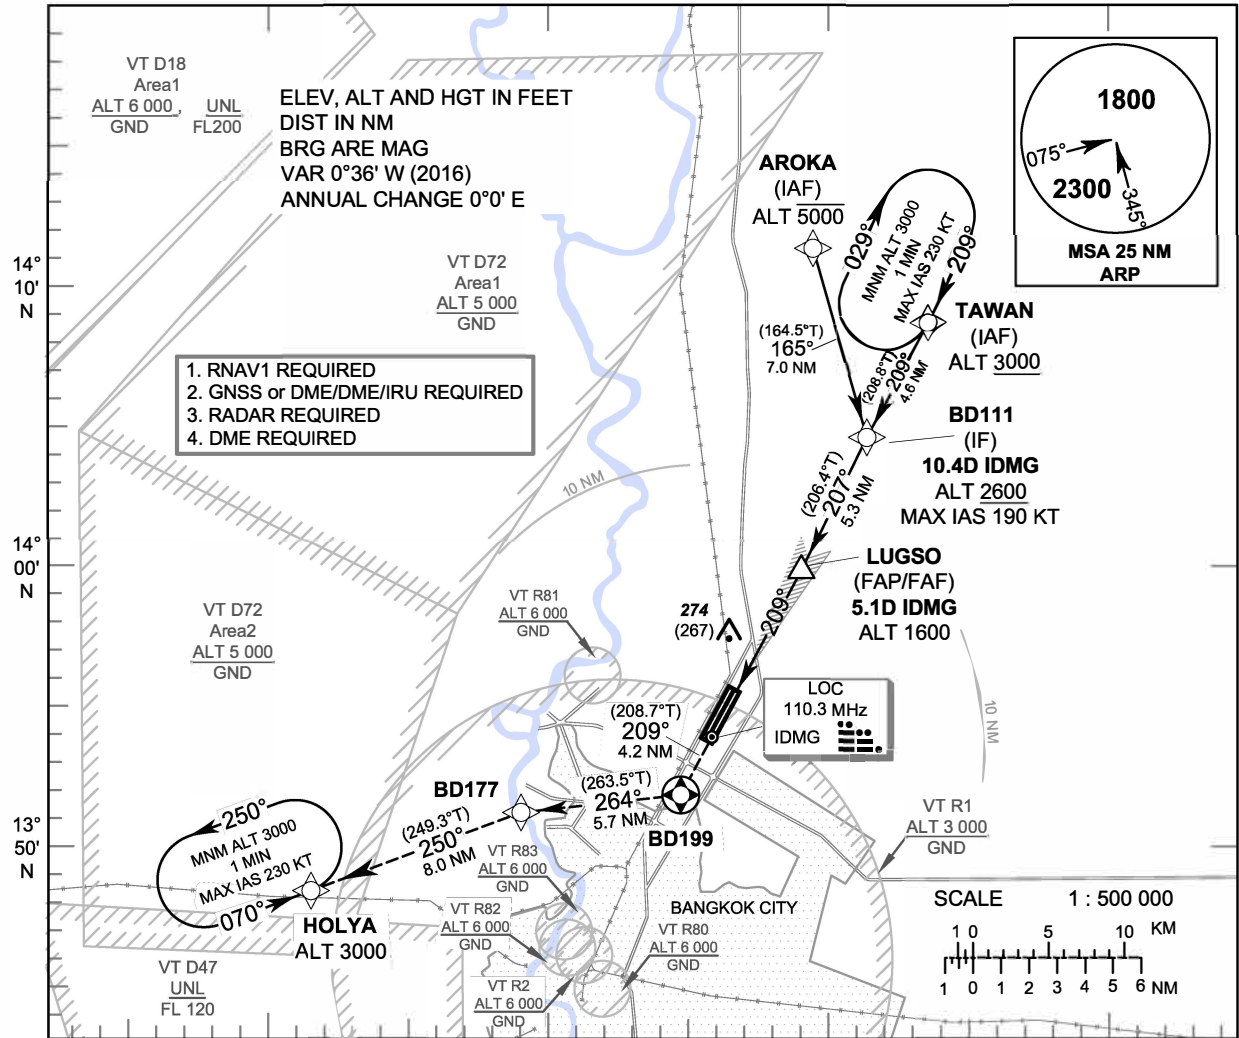 VT D18
Area1
ALT 6 000
GND
UNL
FL200
ELEV, ALT AND HGT IN FEET
DIST IN NM
BRG ARE MAG
VAR 0°36' W (2016)
ANNUAL CHANGE 0°0' E
1800
075°
2300
345°
MSA 25 NM
ARP
AROKA
(IAF)
ALT 5000
029°
MNM ALT 3000
1 MIN
MAX IAS 230 KT
209°
TAWAN
(IAF)
ALT 3000
14°
10'
N
VT D72
Area1
ALT 5 000
GND
(164.5°T)
165°
7.0 NM
(208.8°T)
209°
4.6 NM
1. RNAV1 REQUIRED
2. GNSS or DME/DME/IRU REQUIRED
3. RADAR REQUIRED
4. DME REQUIRED
BD111
(IF)
10.4D IDMG
ALT 2600
MAX IAS 190 KT
10 NM
(206.4°T)
207°
5.3 NM
14°
00'
N
LUGSO
(FAP/FAF)
5.1D IDMG
ALT 1600
209°
VT D72
Area2
ALT 5 000
GND
VT R81
ALT 6 000
GND
274
(267)
LOC
110.3 MHz
IDMG
10 NM
(208.7°T)
209°
4.2 NM
(263.5°T)
264°
5.7 NM
BD177
BD199
(249.3°T)
250°
8.0 NM
13°
50'
N
250°
MNM ALT 3000
1 MIN
MAX IAS 230 KT
070°
HOLYA
ALT 3000
VT R1
ALT 3 000
GND
VT R83
ALT 6 000
GND
VT R82
ALT 6 000
GND
BANGKOK CITY
VT R80
ALT 6 000
GND
VT R2
ALT 6 000
GND
VT D47
UNL
FL 120
SCALE 1 : 500 000
1 0 5 10 KM
1 0 1 2 3 4 5 6 NM